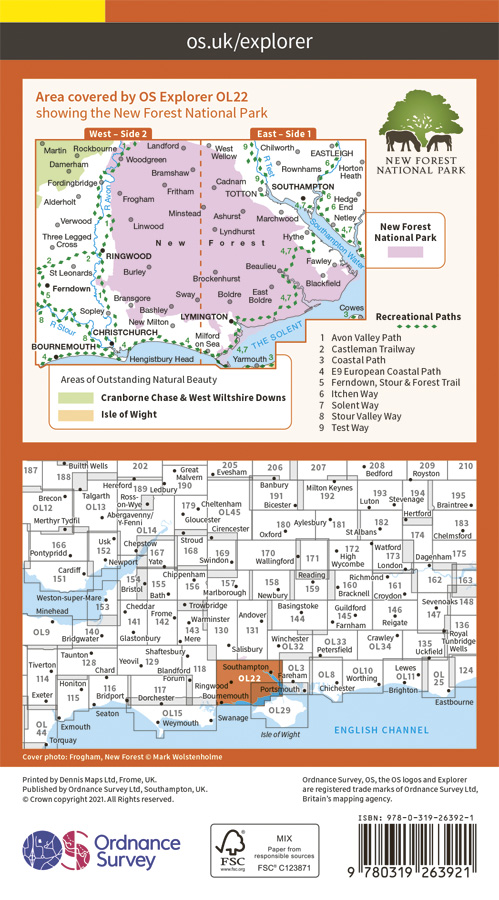 os.uk/explorer
Area covered by OS Explorer OL22
showing the New Forest National Park
West – Side 2
East – Side 1
NEW FOREST
NATIONAL PARK
Martin
Rockbourne
Landford
West
Wellow
Chilworth
EASTLEIGH
Damerham
Woodgreen
R Test
Rownhams
Horton
Heath
Fordingbridge
Bramshaw
Cadnam
SOUTHAMPTON
Alderholt
R Avon
Frogham
Fritham
TOTTON
Hedge
End
Minstead
Ashurst
Marchwood
Netley
Verwood
Linwood
Lyndhurst
Southampton Water
Three Legged
Cross
New Forest
Hythe
RINGWOOD
Beaulieu
Fawley
St Leonards
Burley
Brockenhurst
Blackfield
Ferndown
Bransgore
Sway
Boldre
East
Boldre
Sopley
Bashley
Cowes
R Stour
New Milton
LYMINGTON
THE SOLENT
CHRISTCHURCH
Milford
on Sea
BOURNEMOUTH
Hengistbury Head
Yarmouth
New Forest
National Park
Recreational Paths
1 Avon Valley Path
2 Castleman Trailway
3 Coastal Path
4 E9 European Coastal Path
5 Ferndown, Stour & Forest Trail
6 Itchen Way
7 Solent Way
8 Stour Valley Way
9 Test Way
Areas of Outstanding Natural Beauty
Cranborne Chase & West Wiltshire Downs
Isle of Wight
187
188
Builth Wells
202
Great
Malvern
205
Evesham
206
207
208
Bedford
209
Royston
210
Brecon
OL12
Talgarth
OL13
Hereford
189
Ledbury
190
OL45
Banbury
191
Bicester
Milton Keynes
192
193
Luton
Stevenage
194
195
Braintree
Ross-
on-Wye
Abergavenny/
Y-Fenni
OL14
179
Cheltenham
Gloucester
Cirencester
180
Oxford
Aylesbury
181
182
St Albans
Hertford
174
183
Chelmsford
Merthyr Tydfil
166
Pontypridd
Usk
152
Chepstow
Newport
167
Yate
Stroud
168
169
Swindon
170
Wallingford
171
172
High
Wycombe
Watford
173
London
Dagenham
175
Cardiff
151
154
Bristol
155
Bath
Chippenham
156
157
Marlborough
158
Newbury
Reading
159
160
Bracknell
Richmond
161
Croydon
162
163
Weston-super-Mare
153
Minehead
Trowbridge
Sevenoaks
147
148
OL9
140
Bridgwater
Cheddar
141
Glastonbury
Frome
142
143
Warminster
130
Andover
131
Basingstoke
144
Guildford
145
Farnham
146
Reigate
136
Royal
Tunbridge
Wells
Mere
Salisbury
Winchester
OL32
OL33
Petersfield
Crawley
OL34
135
Uckfield
Tiverton
114
Exeter
Taunton
128
Chard
Yeovil
129
Shaftesbury
Blandford
Forum
118
Southampton
OL22
Ringwood
Bournemouth
OL3
Fareham
Portsmouth
OL8
Chichester
OL10
Worthing
Lewes
OL11
Brighton
OL
25
124
Eastbourne
Honiton
115
116
Bridport
117
Dorchester
Seaton
OL
44
Exmouth
Torquay
OL15
Weymouth
Swanage
OL29
Isle of Wight
ENGLISH CHANNEL
Cover photo: Frogham, New Forest © Mark Wolstenholme
Printed by Dennis Maps Ltd, Frome, UK.
Published by Ordnance Survey Ltd, Southampton, UK.
© Crown copyright 2021. All Rights reserved.
Ordnance Survey, OS, the OS logos and Explorer
are registered trade marks of Ordnance Survey Ltd,
Britain's mapping agency.
Ordnance
Survey
FSC
www.fsc.org
MIX
Paper from
responsible sources
FSC® C123871
ISBN: 978-0-319-26392-1
9 780319 263921